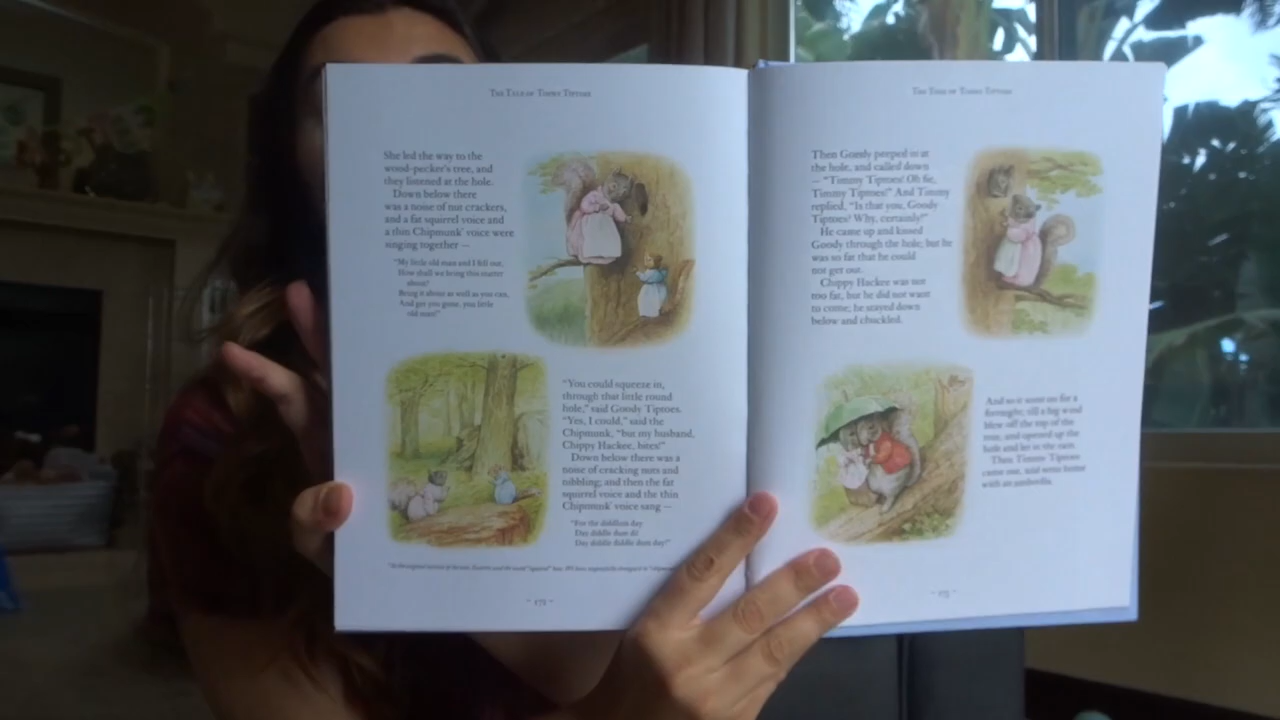 THE TALE OF TIMMY TIPTOES
She led the way to the
wood-pecker's tree, and
they listened at the hole.
Down below there
was a noise of nut crackers,
and a fat squirrel voice and
a thin Chipmunk* voice were
singing together —
"My little old man and I fell out,
How shall we bring this matter
about?
Bring it about as well as you can,
And get you gone, you little
old man!"
"You could squeeze in,
through that little round
hole," said Goody Tiptoes.
"Yes, I could," said the
Chipmunk, "but my husband,
Chippy Hackee, bites!"
Down below there was a
noise of cracking nuts and
nibbling; and then the fat
squirrel voice and the thin
Chipmunk* voice sang —
"For the diddlum day
Day diddle dum di!
Day diddle diddle dum day!"
THE TALE OF TIMMY TIPTOES
Then Goody peeped in at
the hole, and called down
— "Timmy Tiptoes! Oh fie,
Timmy Tiptoes!" And Timmy
replied, "Is that you, Goody
Tiptoes? Why, certainly!"
He came up and kissed
Goody through the hole; but he
was so fat that he could
not get out.
Chippy Hackee was not
too fat, but he did not want
to come; he stayed down
below and chuckled.
And so it went on for a
fortnight; till a big wind
blew off the top of the
tree, and opened up the
hole and let in the rain.
Then Timmy Tiptoes
came out, and went home
with an umbrella.